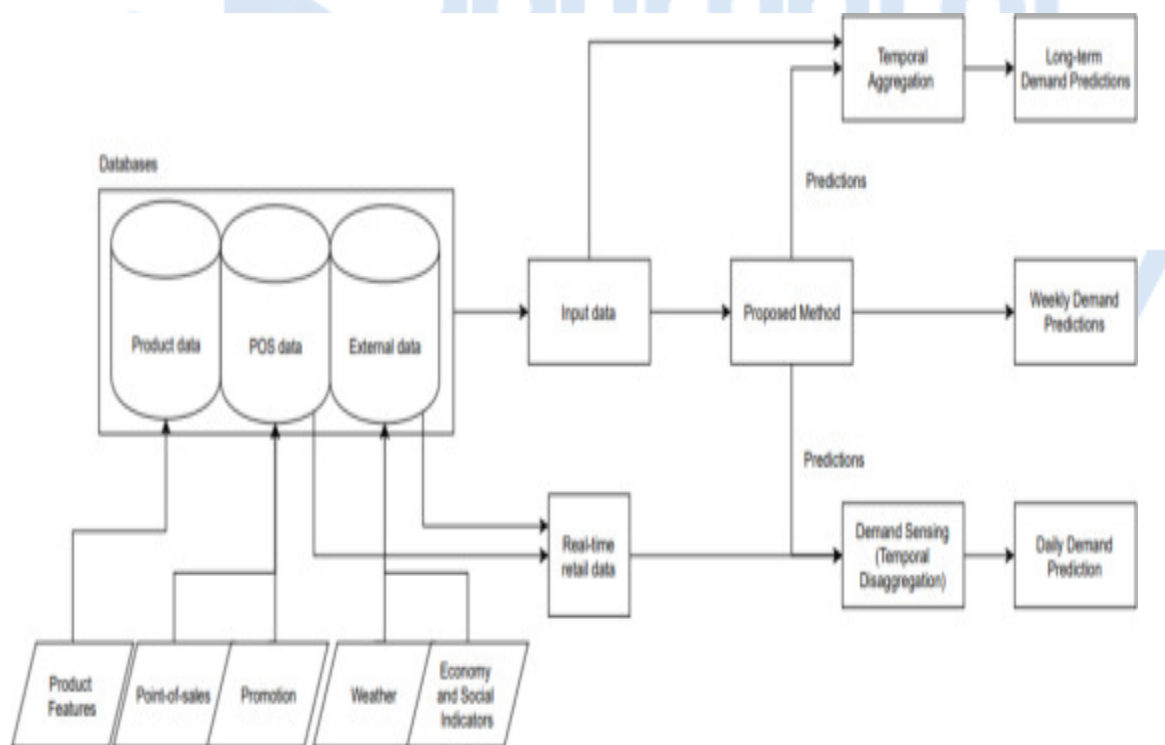 Temporal
Aggregation
Long-term
Demand Predictions
Databases
Predictions
Product data
POS data
External data
Input data
Proposed Method
Weekly Demand
Predictions
Predictions
Real-time
retail data
Demand Sensing
(Temporal
Disaggregation)
Daily Demand
Prediction
Product
Features
Point-of-sales
Promotion
Weather
Economy
and Social
Indicators